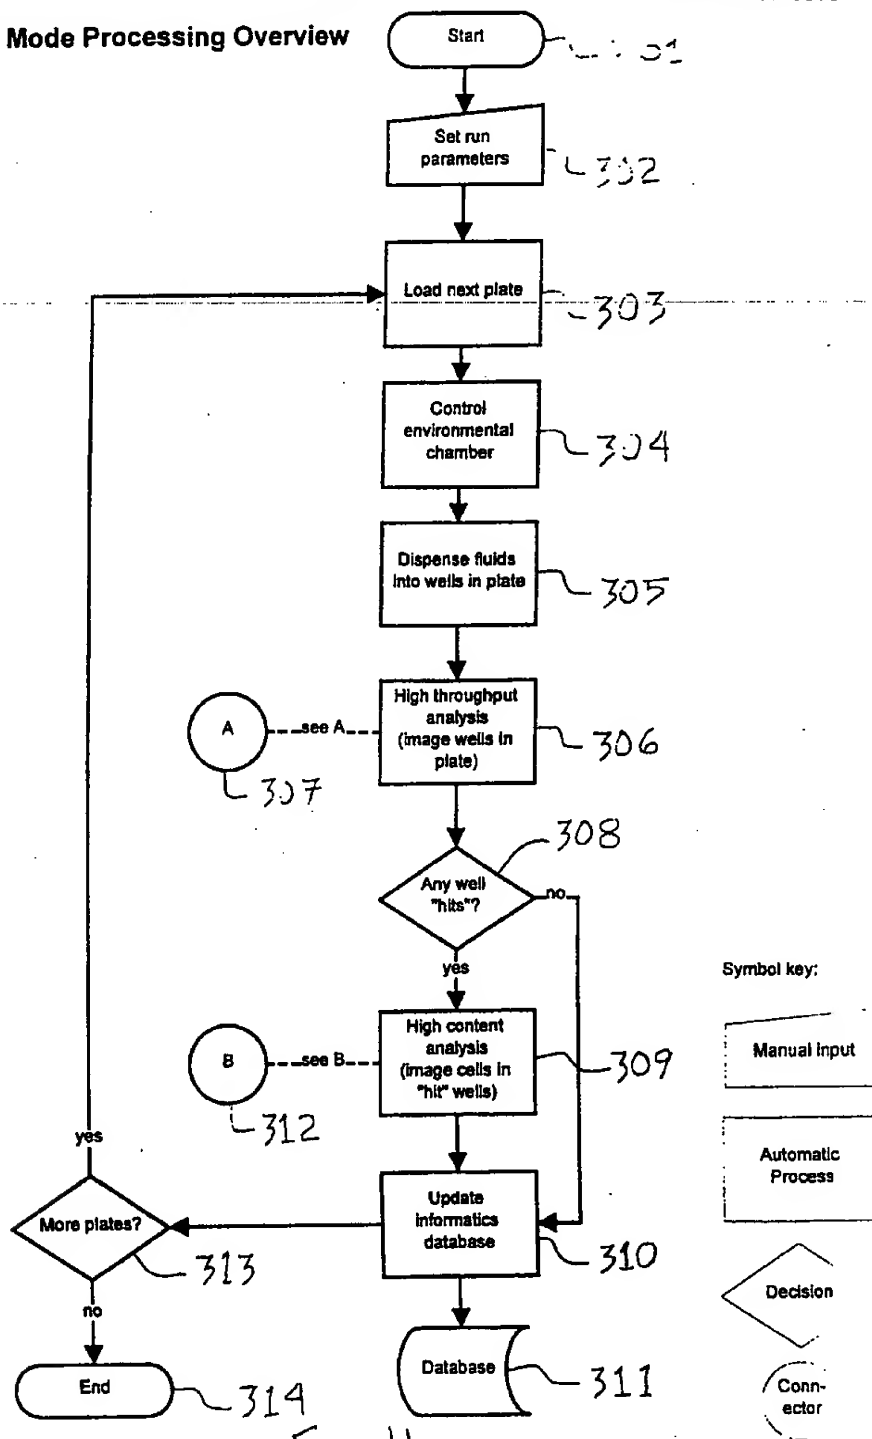 Mode Processing Overview
Start
Set run
parameters
302
Load next plate
303
Control
environmental
chamber
304
Dispense fluids
into wells in plate
305
High throughput
analysis
(image wells in
plate)
306
A
see A
307
308
Any well
"hits"?
no
yes
High content
analysis
(image cells in
"hit" wells)
309
B
see B
312
yes
More plates?
313
Update
informatics
database
310
no
End
314
Database
311
Symbol key:
Manual input
Automatic
Process
Decision
Conn-
ector